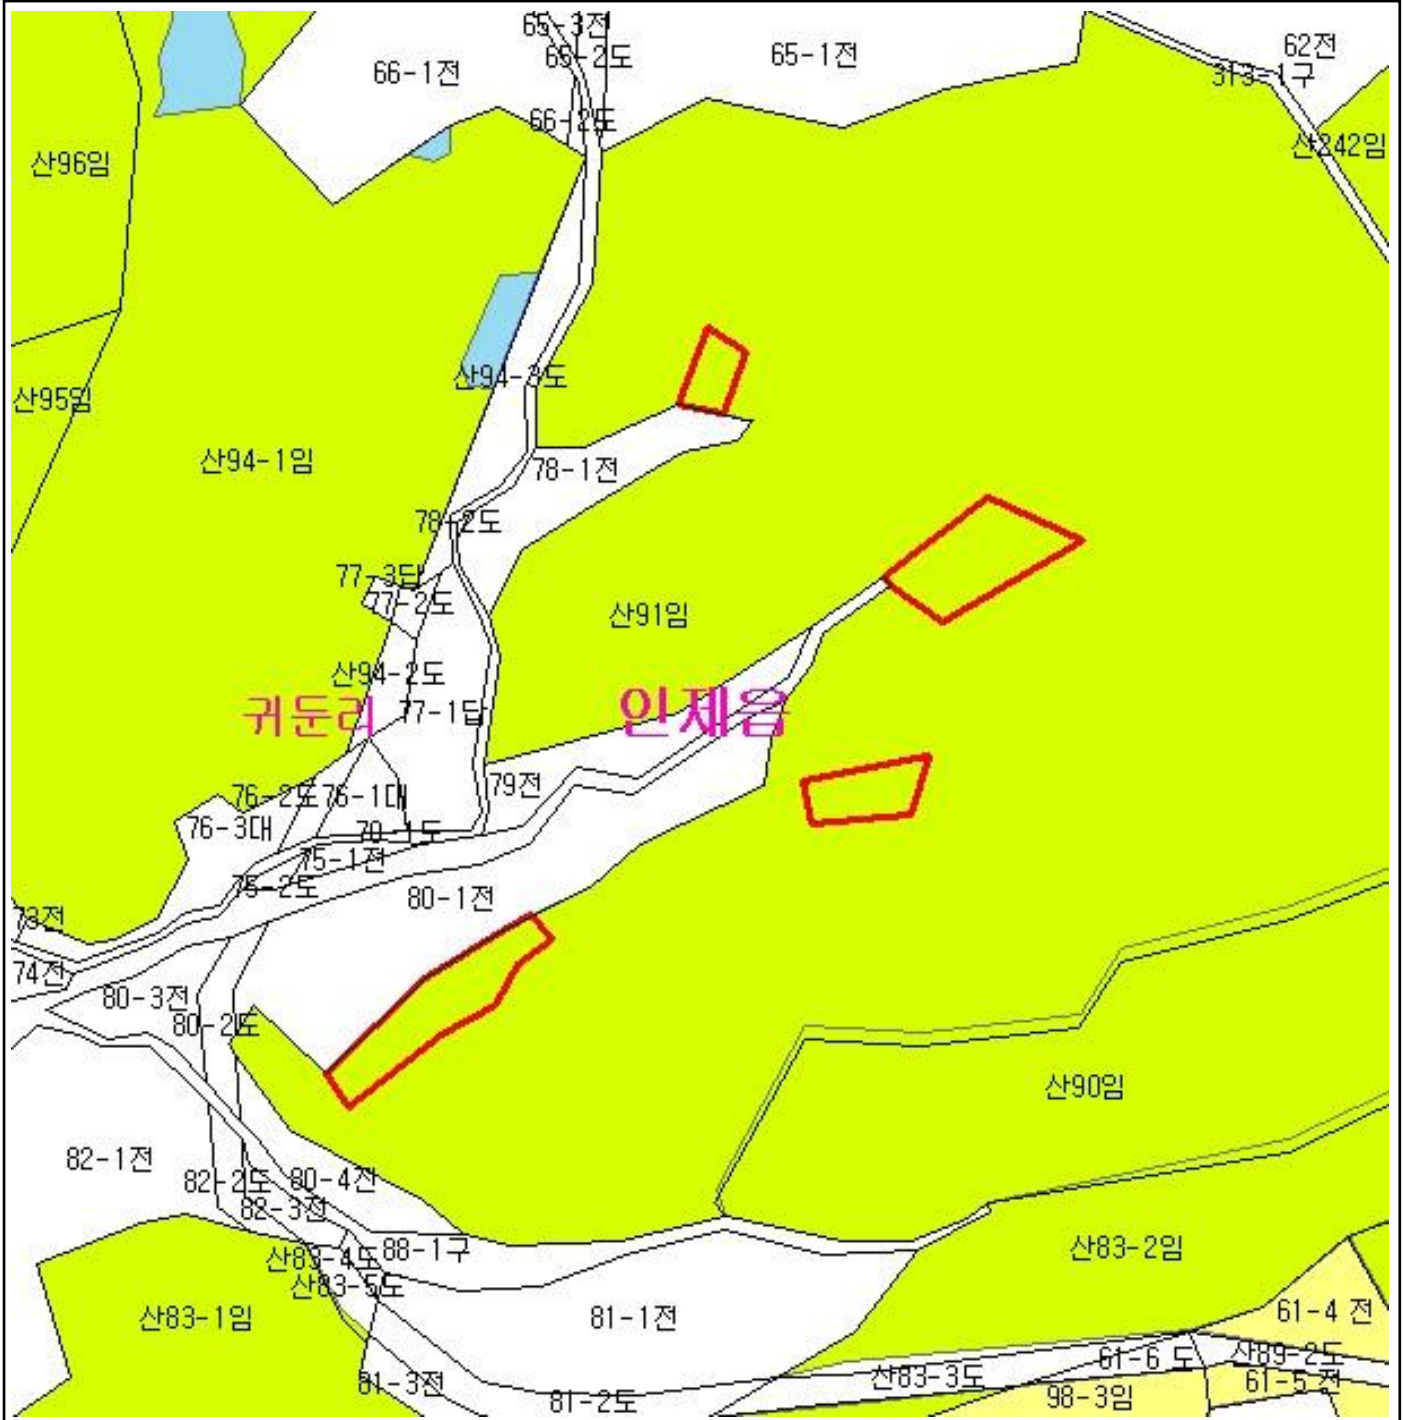 65-3전
65-2도
66-1전
65-1전
62전
313-1구
66-2도
산96임
산242임
산94-3도
산95임
산94-1임
78-1전
78-2도
77-3답
77-2도
산91임
산94-2도
귀둔리
인제읍
77-1답
79전
76-2도
76-1대
76-3대
70-1도
75-1전
75-2도
80-1전
73전
74전
80-3전
80-2도
산90임
82-1전
82-2도
80-4전
82-3전
산83-4도
88-1구
산83-2임
산83-5도
산83-1임
81-1전
61-4 전
61-6 도
산89-2도
산83-3도
81-3전
61-5 전
81-2도
98-3임